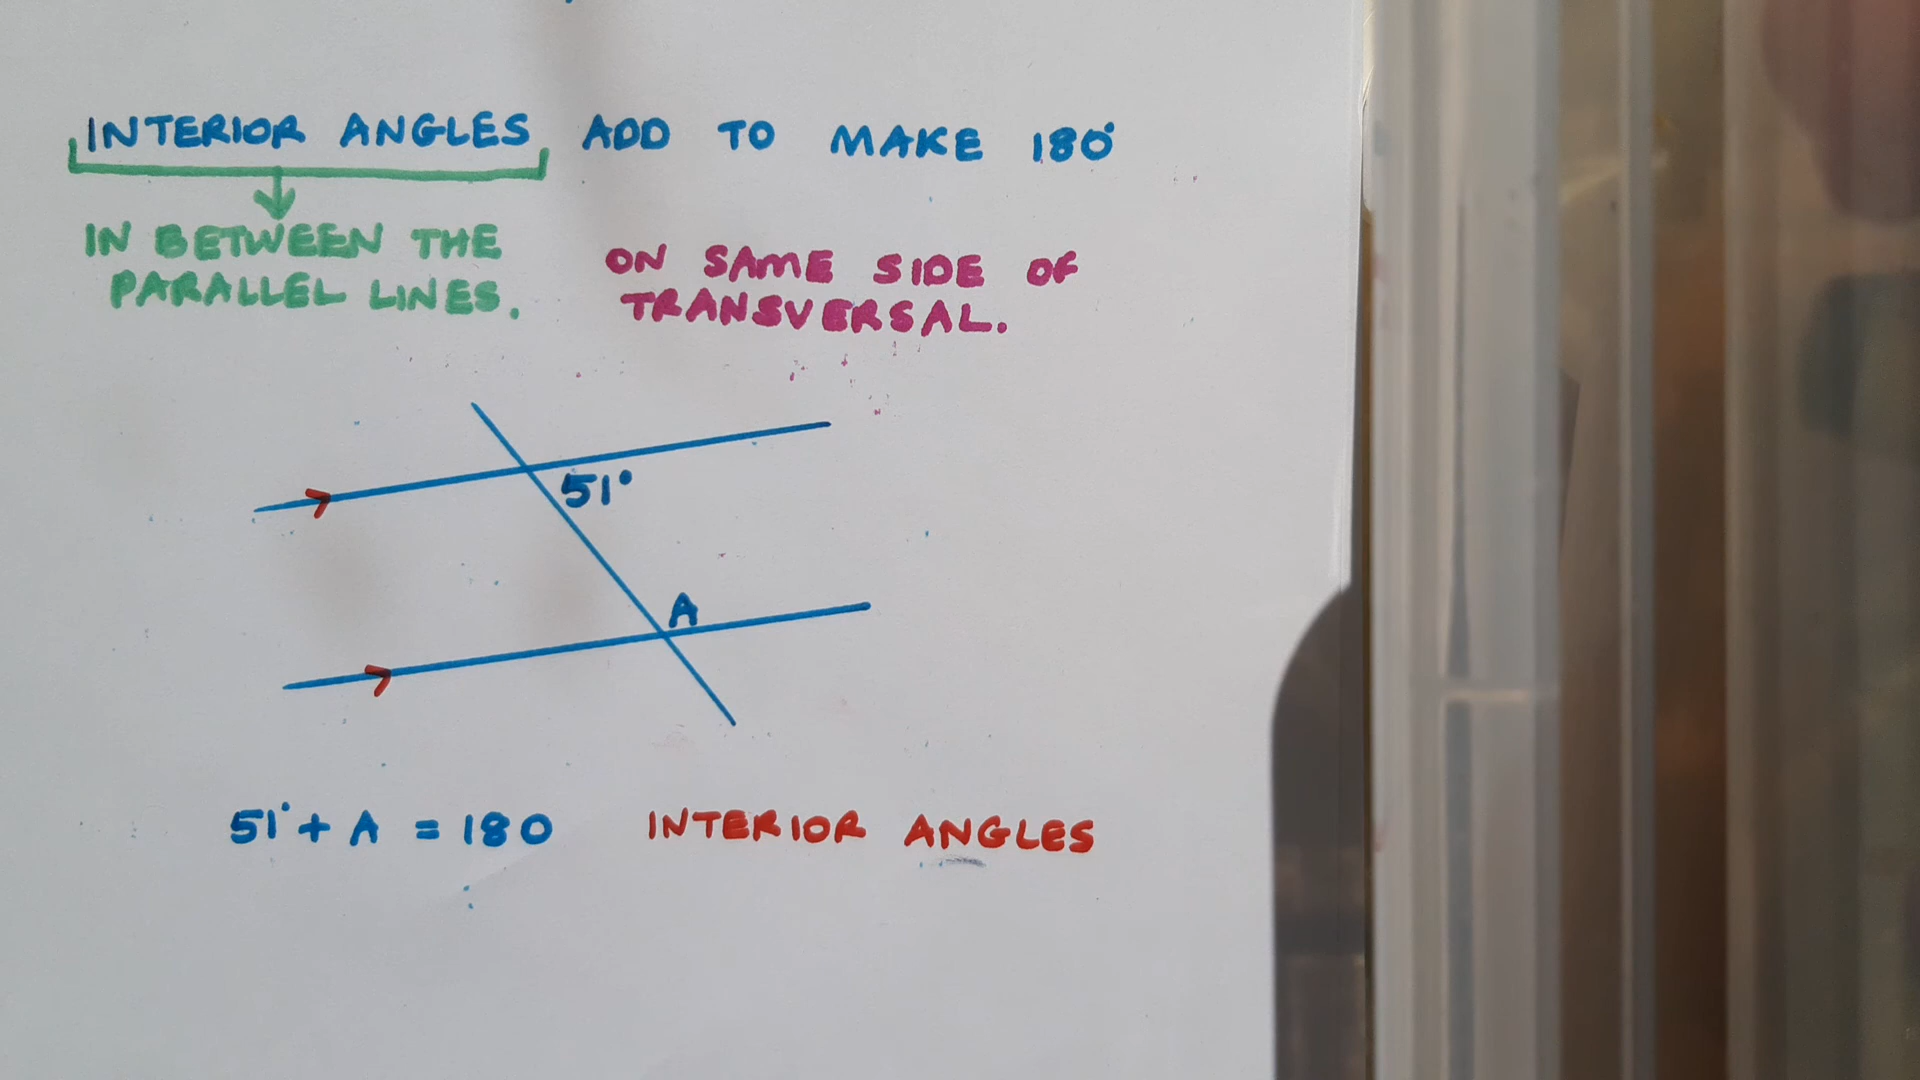 INTERIOR ANGLES ADD TO MAKE 180°
IN BETWEEN THE
PARALLEL LINES.
ON SAME SIDE OF
TRANSVERSAL.
51°
A
51° + A = 180 INTERIOR ANGLES